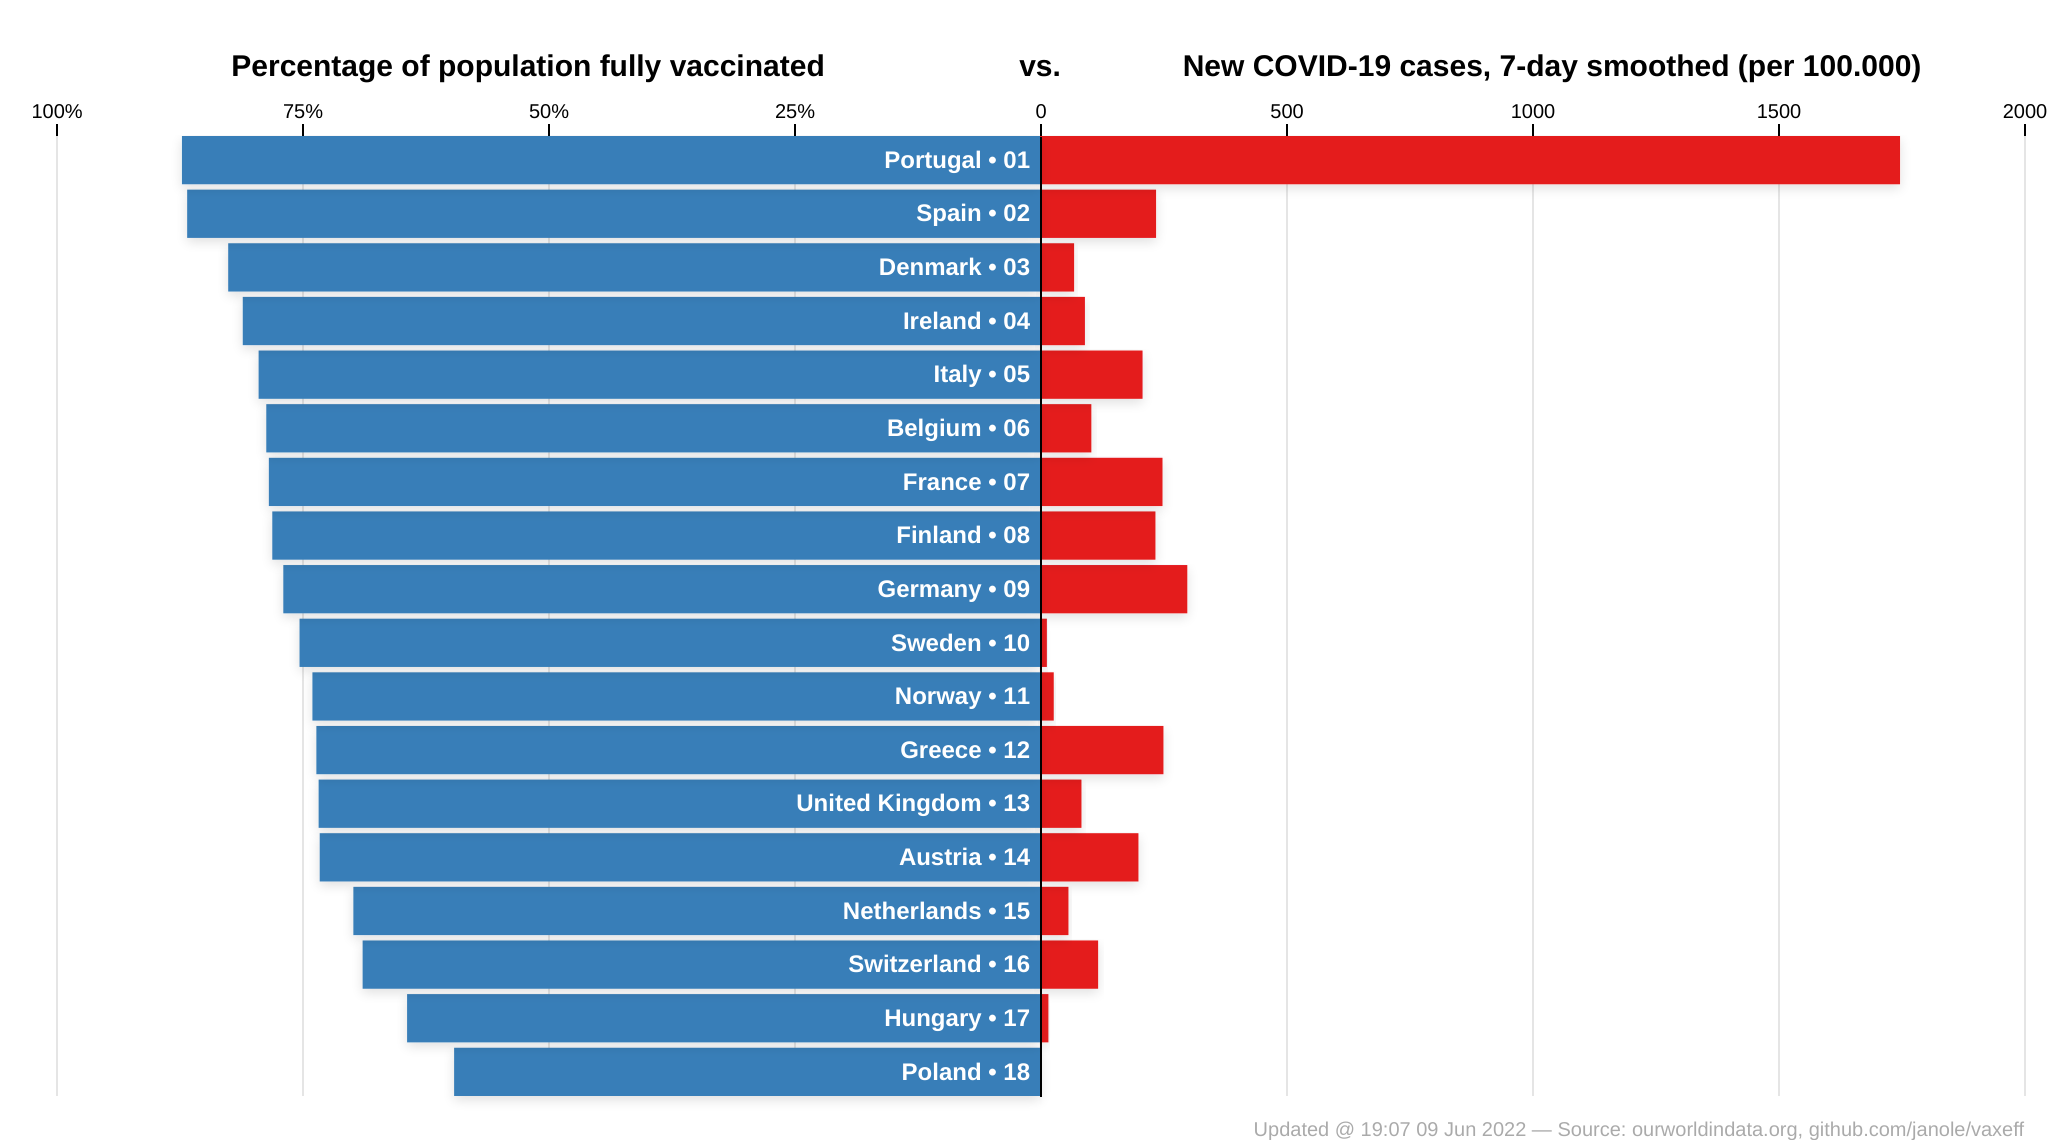 Percentage of population fully vaccinated vs. New COVID-19 cases, 7-day smoothed (per 100.000)
100% 75% 50% 25% 0 500 1000 1500 2000
Portugal • 01
Spain • 02
Denmark • 03
Ireland • 04
Italy • 05
Belgium • 06
France • 07
Finland • 08
Germany • 09
Sweden • 10
Norway • 11
Greece • 12
United Kingdom • 13
Austria • 14
Netherlands • 15
Switzerland • 16
Hungary • 17
Poland • 18
Updated @ 19:07 09 Jun 2022 — Source: ourworldindata.org, github.com/janole/vaxeff